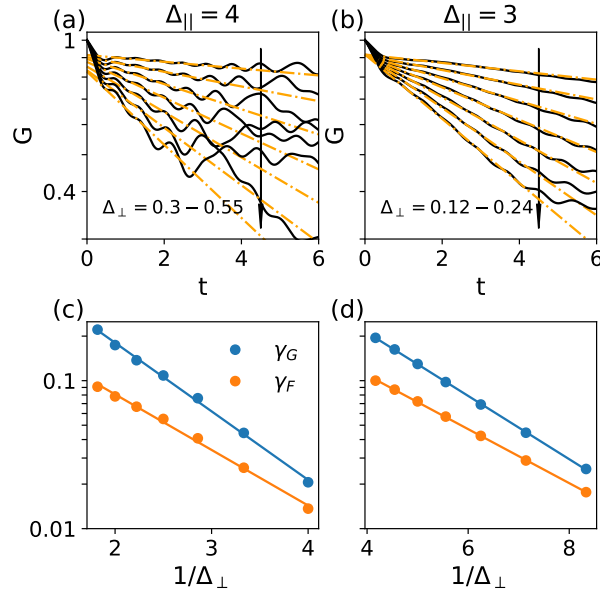 (a) Δ|| = 4
(b) Δ|| = 3
1
0.4
G
Δ⊥ = 0.3 − 0.55
0 2 4 6
t
G
Δ⊥ = 0.12 − 0.24
0 2 4 6
t
(c)
0.1
0.01
γG
γF
2 3 4
1/Δ⊥
(d)
4 6 8
1/Δ⊥